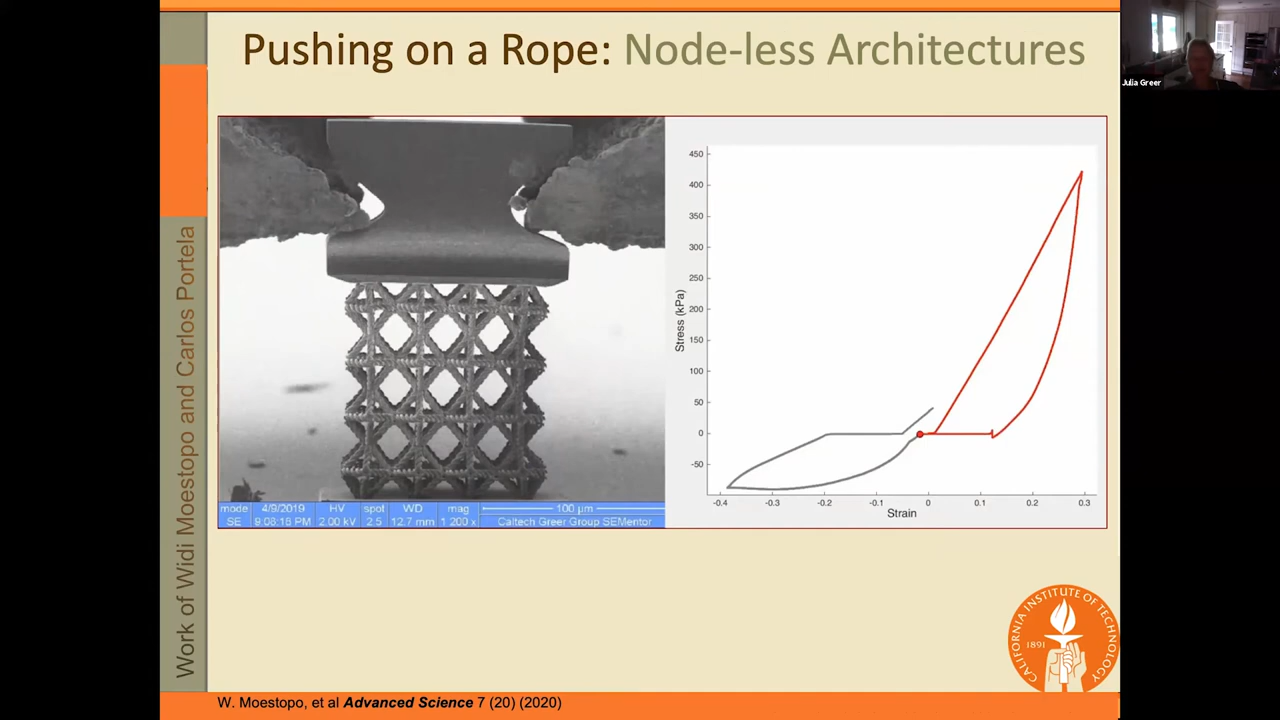 Pushing on a Rope: Node-less Architectures
Julia Greer
Work of Widi Moestopo and Carlos Portela
450
400
350
300
250
200
150
100
50
0
-50
Stress (kPa)
-0.4 -0.3 -0.2 -0.1 0 0.1 0.2 0.3
Strain
mode 4/9/2019 HV spot WD mag 100 µm
SE 9:08:16 PM 2.00 kV 2.5 12.7 mm 1 200 x Caltech Greer Group SEMentor
CALIFORNIA INSTITUTE OF TECHNOLOGY
1891
W. Moestopo, et al Advanced Science 7 (20) (2020)